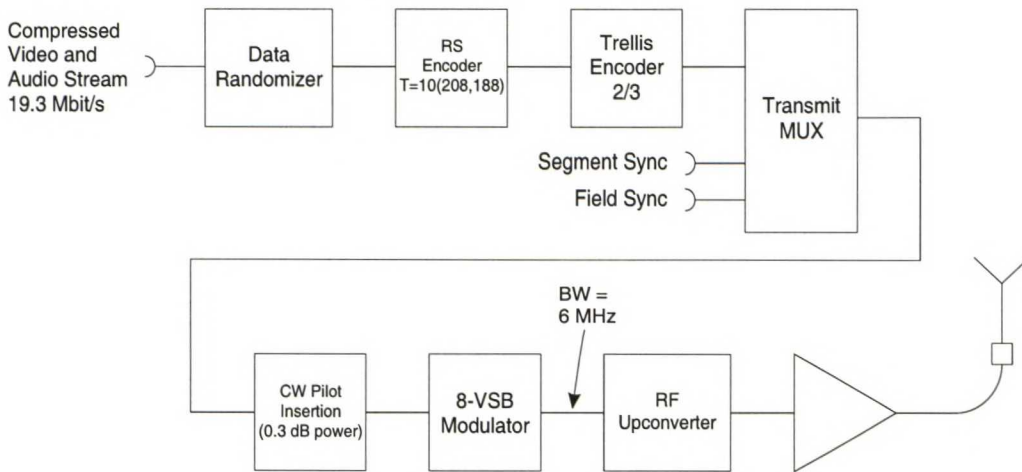 Compressed
Video and
Audio Stream
19.3 Mbit/s
Data
Randomizer
RS
Encoder
T=10(208,188)
Trellis
Encoder
2/3
Transmit
MUX
Segment Sync
Field Sync
BW =
6 MHz
CW Pilot
Insertion
(0.3 dB power)
8-VSB
Modulator
RF
Upconverter